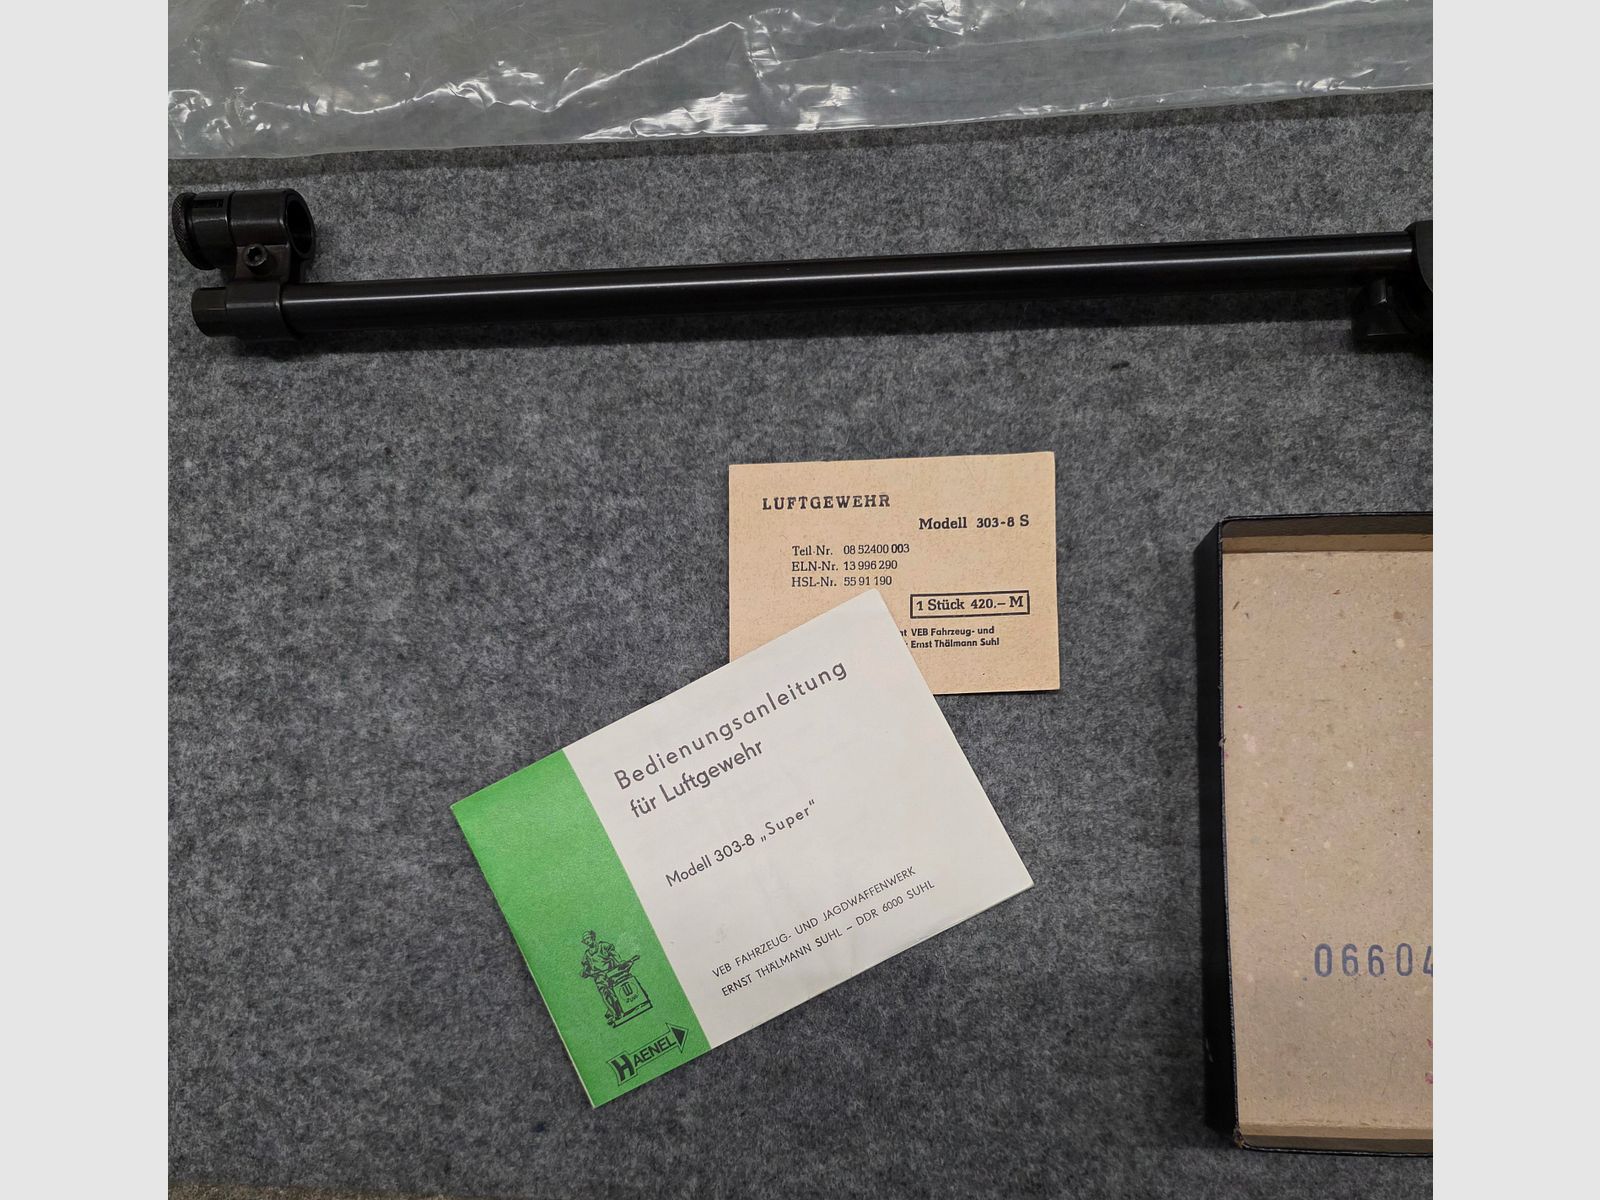 LUFTGEWEHR
Modell 303-8 S
Teil-Nr. 08 52400 003
ELN-Nr. 13 996 290
HSL-Nr. 55 91 190
1 Stück 420,- M
VEB Fahrzeug- und
Ernst Thälmann Suhl
Bedienungsanleitung
für Luftgewehr
Modell 303-8 „Super“
VEB FAHRZEUG- UND JAGDWAFFENWERK
ERNST THÄLMANN SUHL – DDR 6000 SUHL
HAENEL
06604